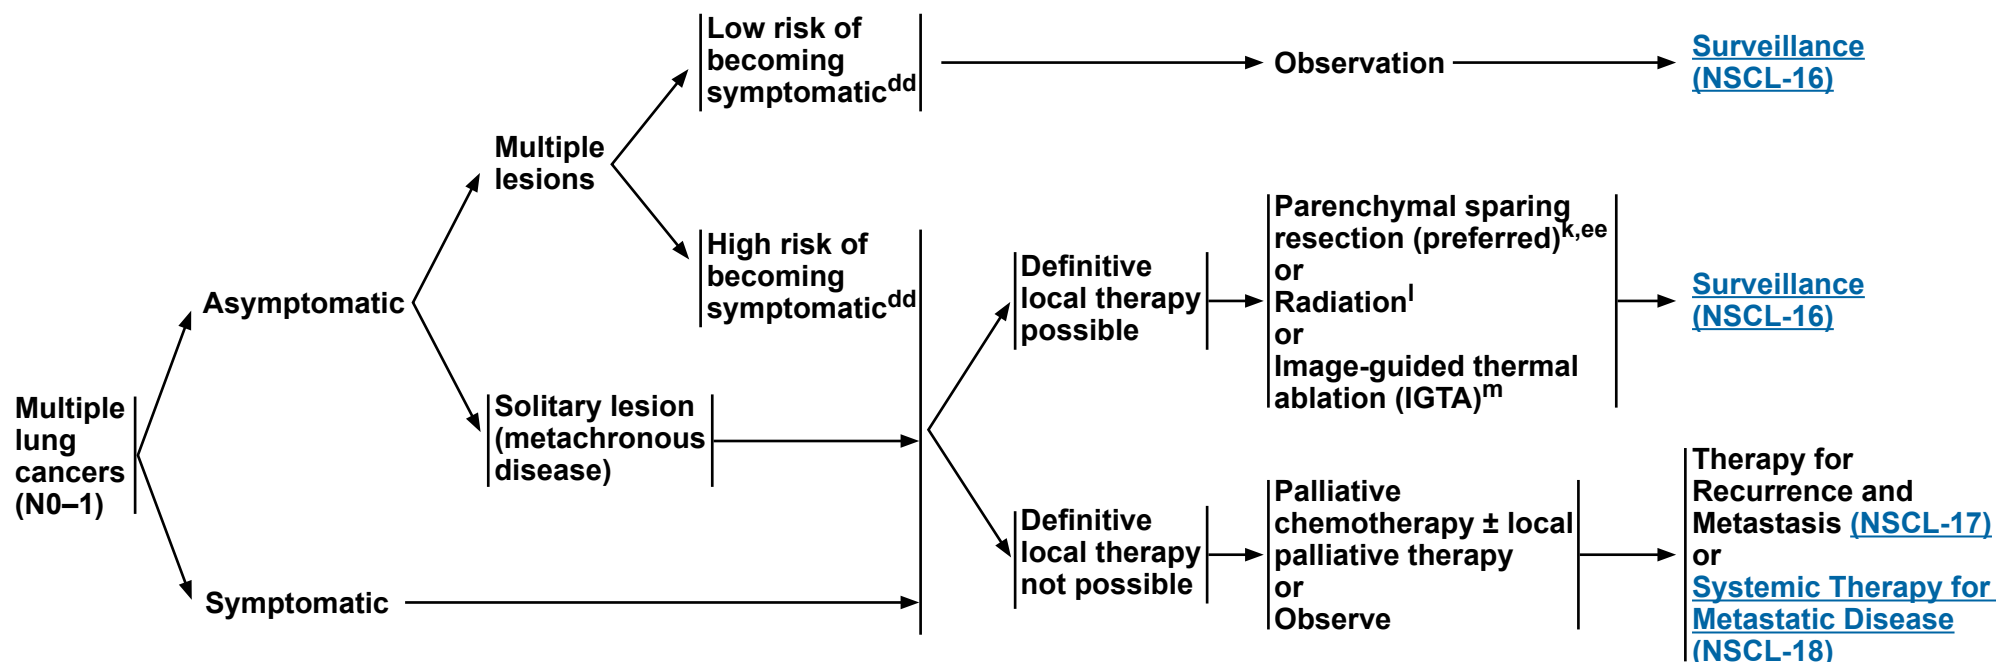 Multiple
lung
cancers
(N0–1)
Asymptomatic
Symptomatic
Multiple
lesions
Solitary lesion
(metachronous
disease)
Low risk of
becoming
symptomaticdd
High risk of
becoming
symptomaticdd
Observation
Surveillance
(NSCL-16)
Definitive
local therapy
possible
Parenchymal sparing
resection (preferred)k,ee
or
Radiationl
or
Image-guided thermal
ablation (IGTA)m
Surveillance
(NSCL-16)
Definitive
local therapy
not possible
Palliative
chemotherapy ± local
palliative therapy
or
Observe
Therapy for
Recurrence and
Metastasis (NSCL-17)
or
Systemic Therapy for
Metastatic Disease
(NSCL-18)